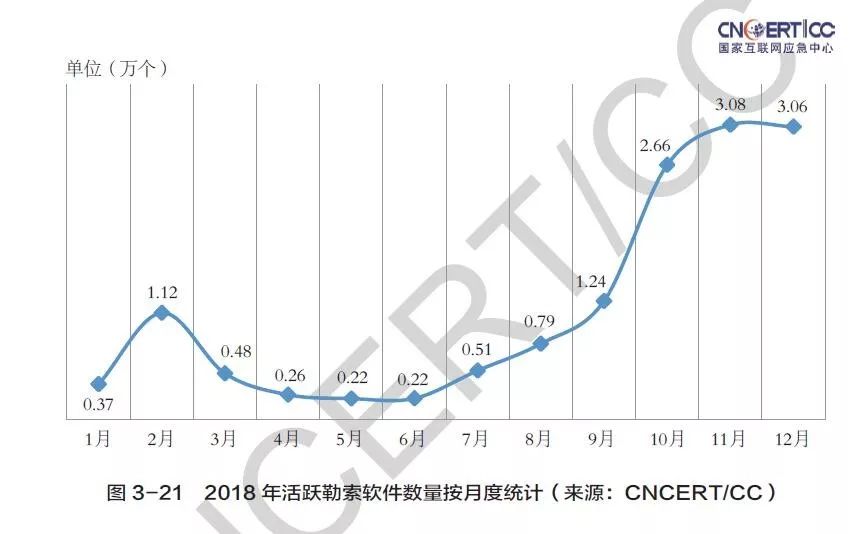 CNCERT/CC
国家互联网应急中心
单位（万个）
0.37
1.12
0.48
0.26
0.22
0.22
0.51
0.79
1.24
2.66
3.08
3.06
1月 2月 3月 4月 5月 6月 7月 8月 9月 10月 11月 12月
图 3-21 2018 年活跃勒索软件数量按月度统计（来源：CNCERT/CC）
CNCERT/CC